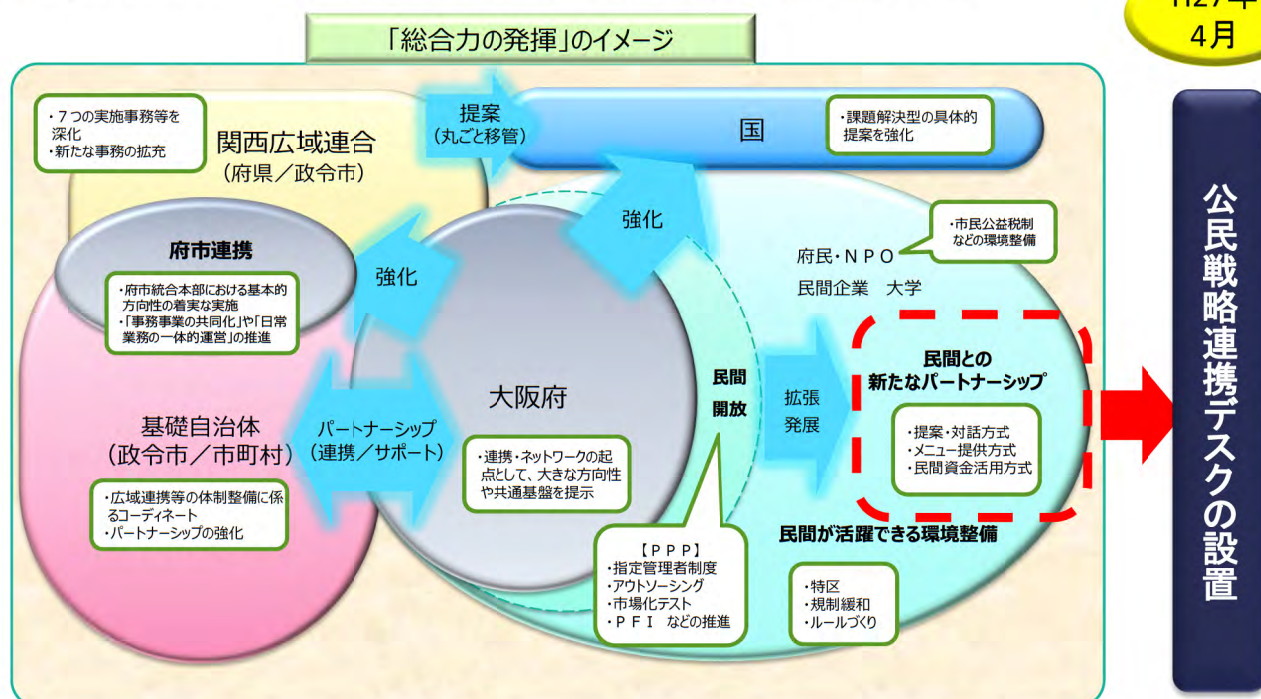 「総合力の発揮」のイメージ
H27年
4月
・７つの実施事務等を
深化
・新たな事務の拡充
関西広域連合
(府県／政令市)
提案
(丸ごと移管)
国
・課題解決型の具体的
提案を強化
府市連携
・府市統合本部における基本的
方向性の着実な実施
・「事務事業の共同化」や「日常
業務の一体的運営」の推進
強化
強化
・市民公益税制
などの環境整備
府民・ＮＰＯ
民間企業　大学
基礎自治体
(政令市／市町村)
・広域連携等の体制整備に係
るコーディネート
・パートナーシップの強化
パートナーシップ
(連携／サポート)
大阪府
・連携・ネットワークの起
点として、大きな方向性
や共通基盤を提示
民間
開放
拡張
発展
民間との
新たなパートナーシップ
・提案・対話方式
・メニュー提供方式
・民間資金活用方式
【ＰＰＰ】
・指定管理者制度
・アウトソーシング
・市場化テスト
・ＰＦＩ などの推進
民間が活躍できる環境整備
・特区
・規制緩和
・ルールづくり
公民戦略連携デスクの設置